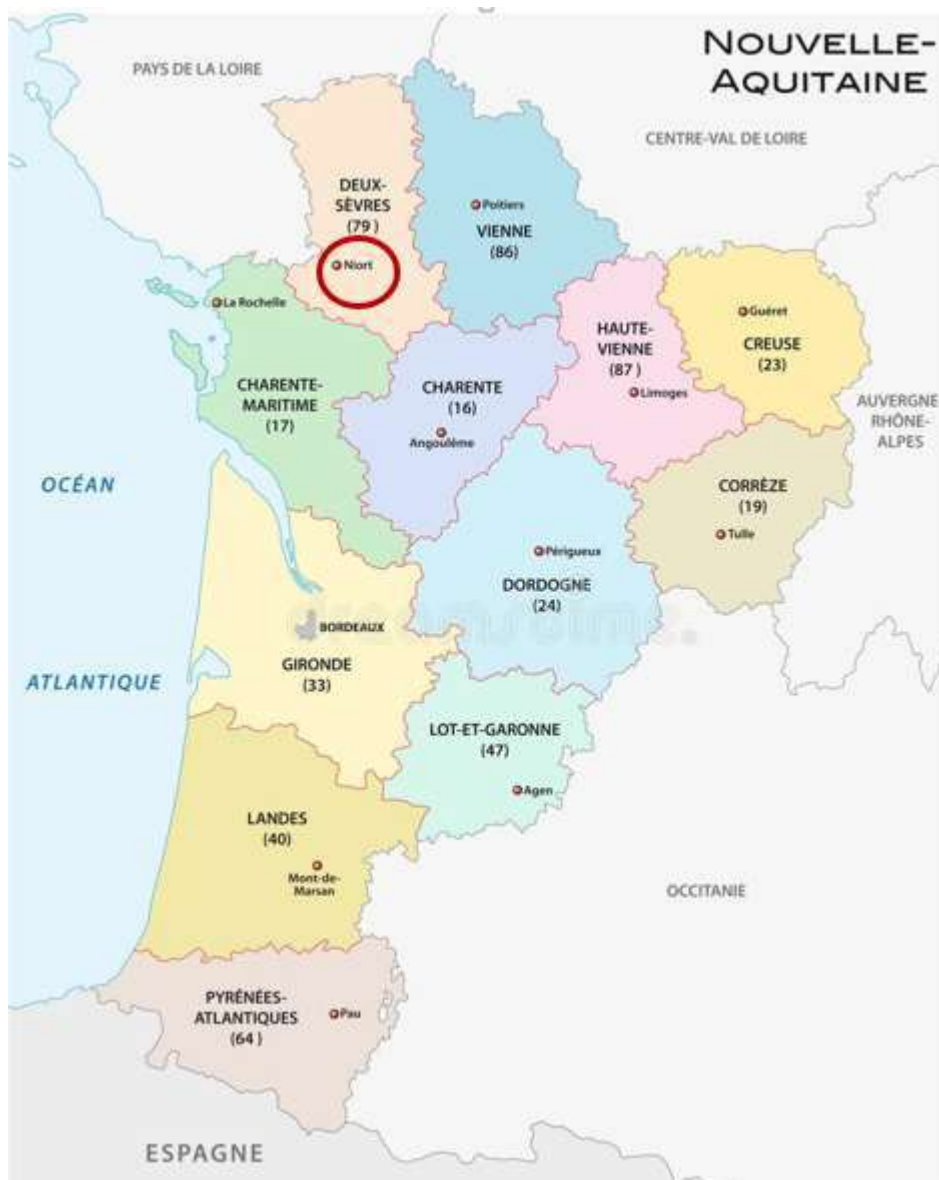 NOUVELLE-
AQUITAINE
PAYS DE LA LOIRE
CENTRE-VAL DE LOIRE
DEUX-
SÈVRES
(79 )
Niort
Poitiers
VIENNE
(86)
La Rochelle
CHARENTE-
MARITIME
(17)
CHARENTE
(16)
Angoulême
HAUTE-
VIENNE
(87 )
Limoges
Guéret
CREUSE
(23)
AUVERGNE
RHÔNE-
ALPES
OCÉAN
CORRÈZE
(19)
Tulle
Périgueux
DORDOGNE
(24)
dreamstime.
BORDEAUX
GIRONDE
(33)
ATLANTIQUE
LOT-ET-GARONNE
(47)
Agen
LANDES
(40)
Mont-de-
Marsan
OCCITANIE
PYRÉNÉES-
ATLANTIQUES
(64 )
Pau
ESPAGNE